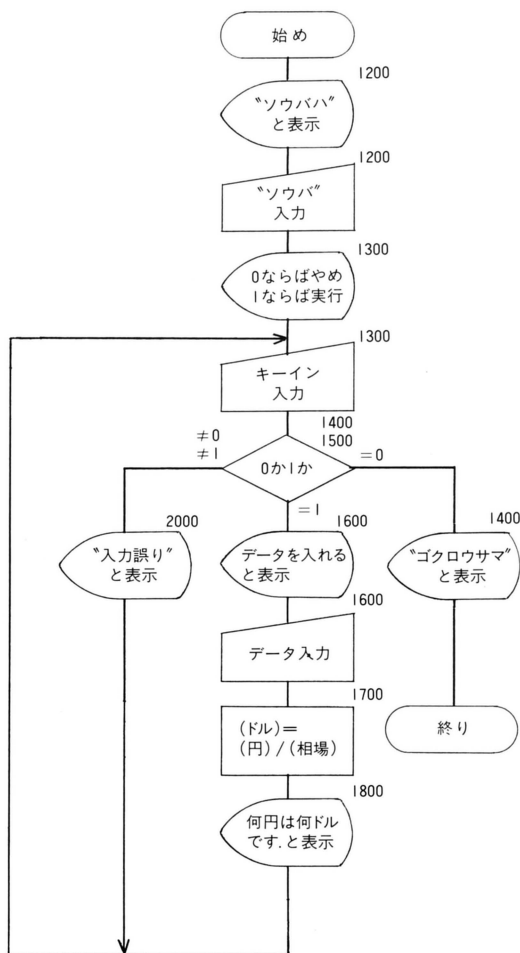 始め
1200
“ソウバハ”
と表示
1200
“ソウバ”
入力
1300
0ならばやめ
1ならば実行
1300
キーイン
入力
1400
1500
≠0
≠1
0か1か
=0
=1
2000
“入力誤り”
と表示
1600
データを入れる
と表示
1400
“ゴクロウサマ”
と表示
1600
データ入力
1700
(ドル)=
(円)/(相場)
終り
1800
何円は何ドル
です.と表示